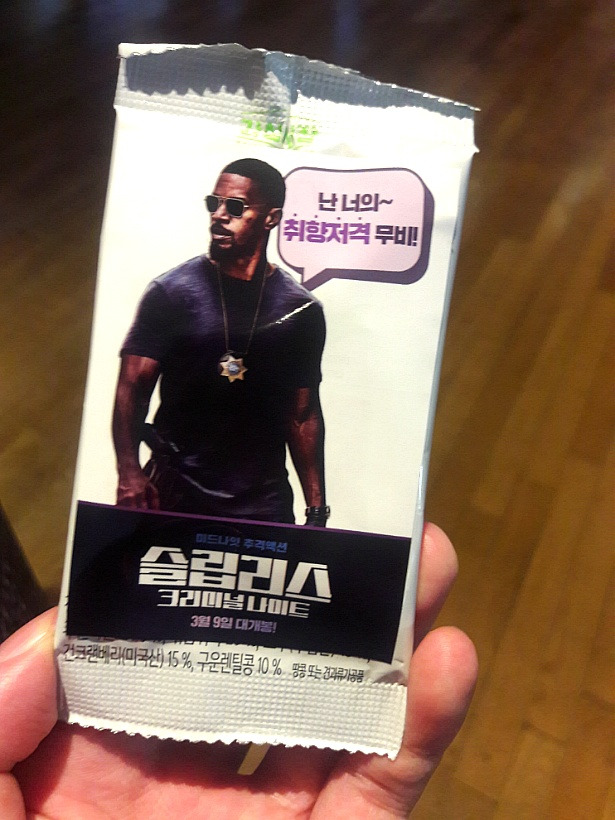 난 너의~
취향저격 무비!
미드나잇 추격액션
슬립리스
크리미널 나이트
3월 9일 대개봉!
건크랜베리(미국산) 15 %, 구운렌틸콩 10 % 땅콩 또는 견과류가공품